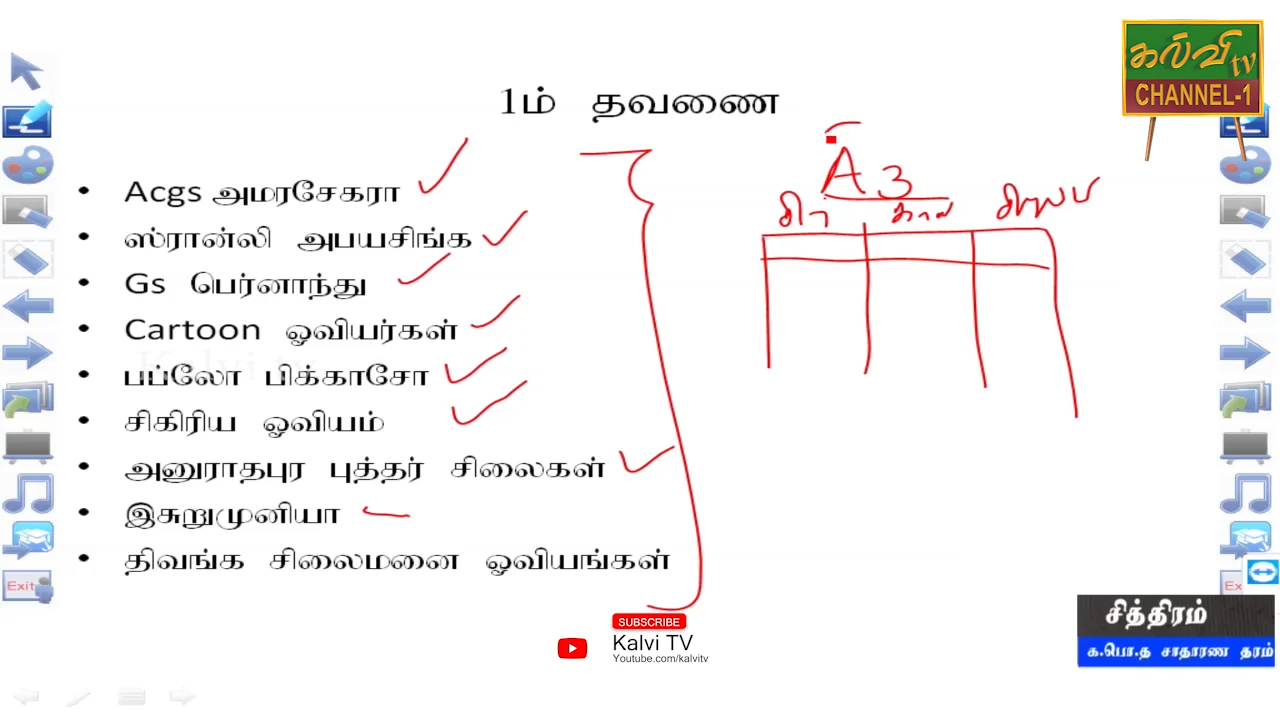 கல்வி tv
CHANNEL-1
1ம் தவணை
• Acgs அமரசேகரா
• ஸ்ரான்லி அபயசிங்க
• Gs பெர்னாந்து
• Cartoon ஓவியர்கள்
• பப்லோ பிக்காசோ
• சிகிரிய ஓவியம்
• அனுராதபுர புத்தர் சிலைகள்
• இசுறுமுனியா
• திவங்க சிலைமனை ஓவியங்கள்
A3
Kalvi tv
Exit
சித்திரம்
க.பொ.த சாதாரண தரம்
SUBSCRIBE
Kalvi TV
Youtube.com/kalvitv